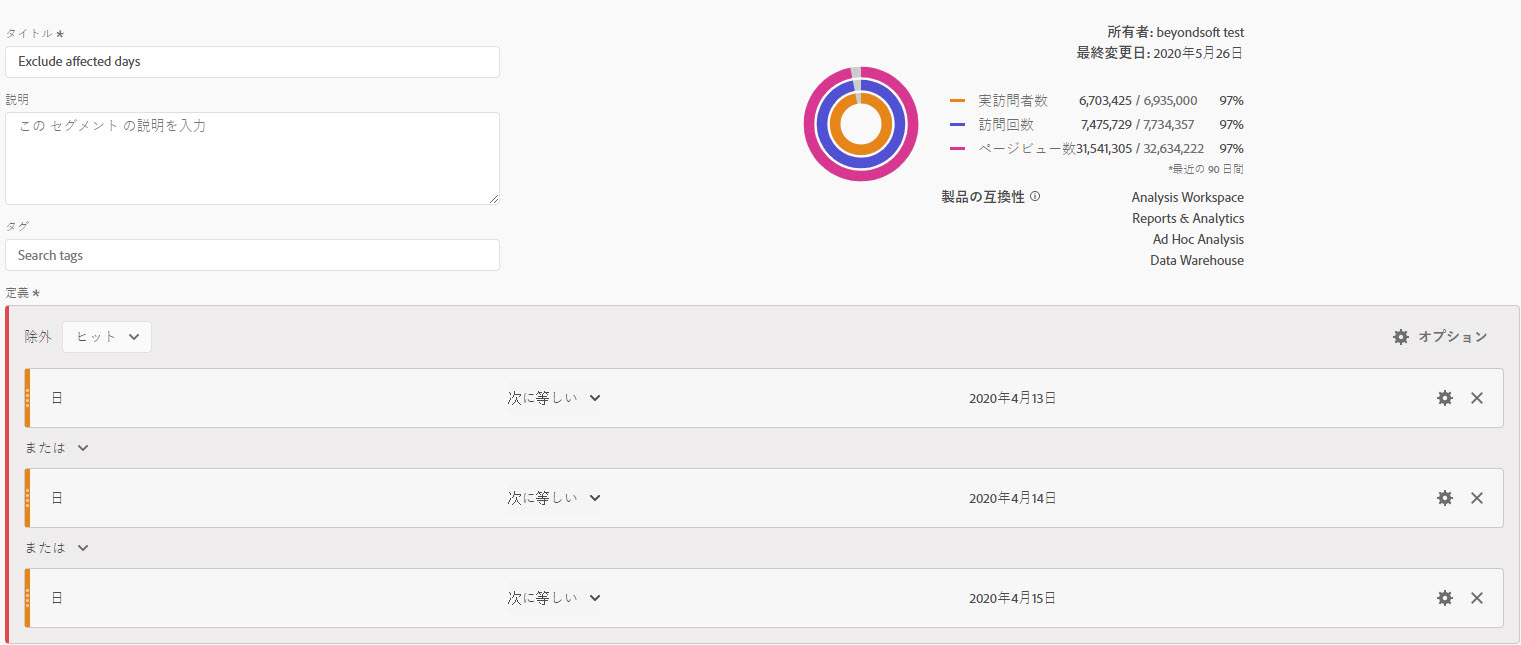 タイトル *
Exclude affected days
説明
この セグメント の説明を入力
タグ
Search tags
所有者: beyondsoft test
最終変更日: 2020年5月26日
実訪問者数 6,703,425 / 6,935,000 97%
訪問回数 7,475,729 / 7,734,357 97%
ページビュー数31,541,305 / 32,634,222 97%
*最近の 90 日間
製品の互換性 Analysis Workspace
Reports & Analytics
Ad Hoc Analysis
Data Warehouse
定義 *
除外 ヒット オプション
日 次に等しい 2020年4月13日
または
日 次に等しい 2020年4月14日
または
日 次に等しい 2020年4月15日